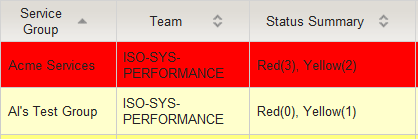 Service
Group
Team
Status Summary
Acme Services
ISO-SYS-
PERFORMANCE
Red(3), Yellow(2)
Al's Test Group
ISO-SYS-
PERFORMANCE
Red(0), Yellow(1)